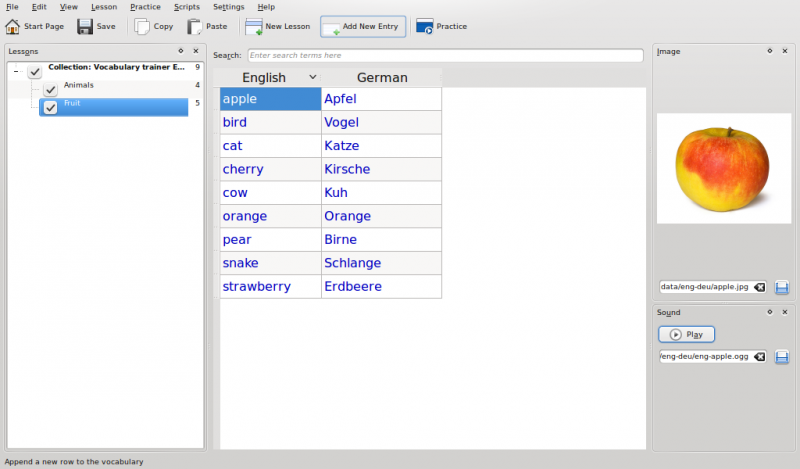 File Edit View Lesson Practice Scripts Settings Help
Start Page Save Copy Paste New Lesson Add New Entry Practice
Lessons
Collection: Vocabulary trainer E... 9
Animals 4
Fruit 5
Search: Enter search terms here
English German
apple Apfel
bird Vogel
cat Katze
cherry Kirsche
cow Kuh
orange Orange
pear Birne
snake Schlange
strawberry Erdbeere
Image
data/eng-deu/apple.jpg
Sound
Play
/eng-deu/eng-apple.ogg
Append a new row to the vocabulary